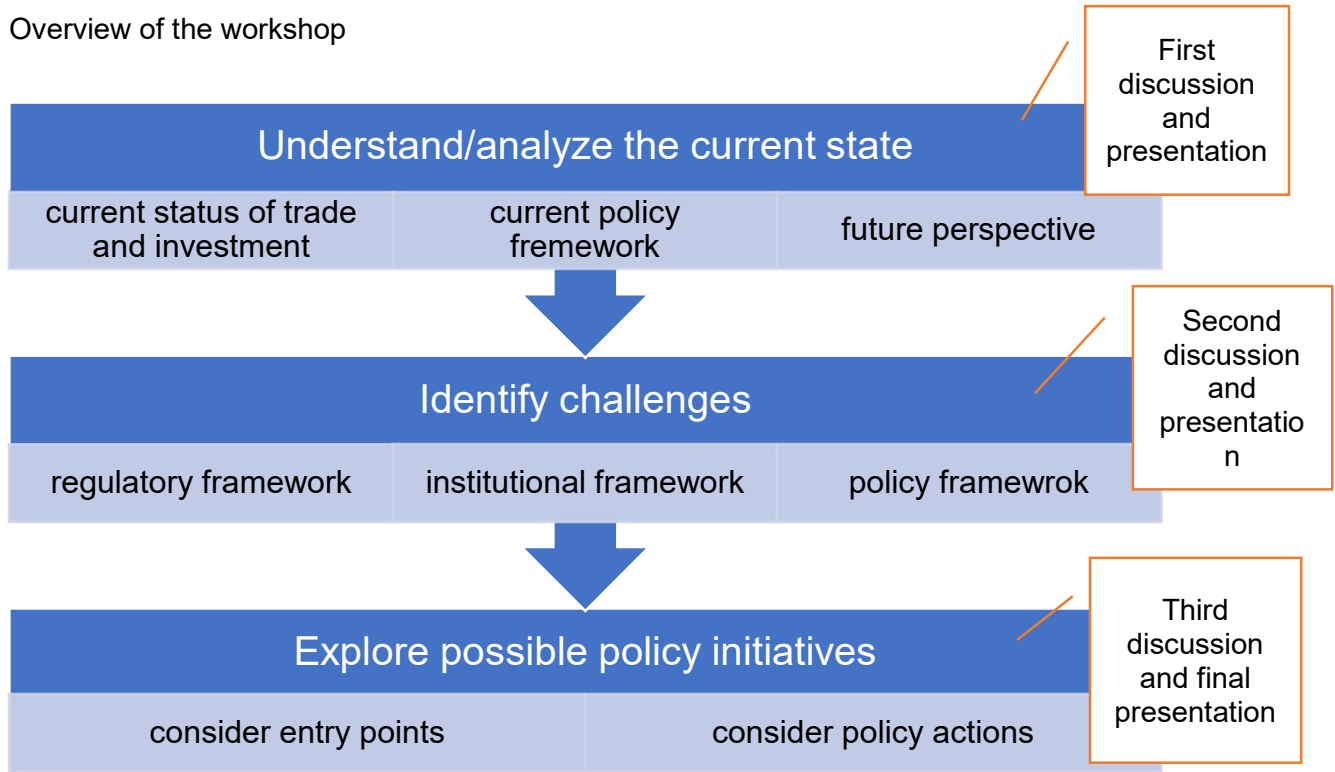 Overview of the workshop
First
discussion
and
presentation
Understand/analyze the current state
current status of trade
and investment
current policy
fremework
future perspective
Second
discussion
and
presentatio
n
Identify challenges
regulatory framework
institutional framework
policy framewrok
Third
discussion
and final
presentation
Explore possible policy initiatives
consider entry points
consider policy actions